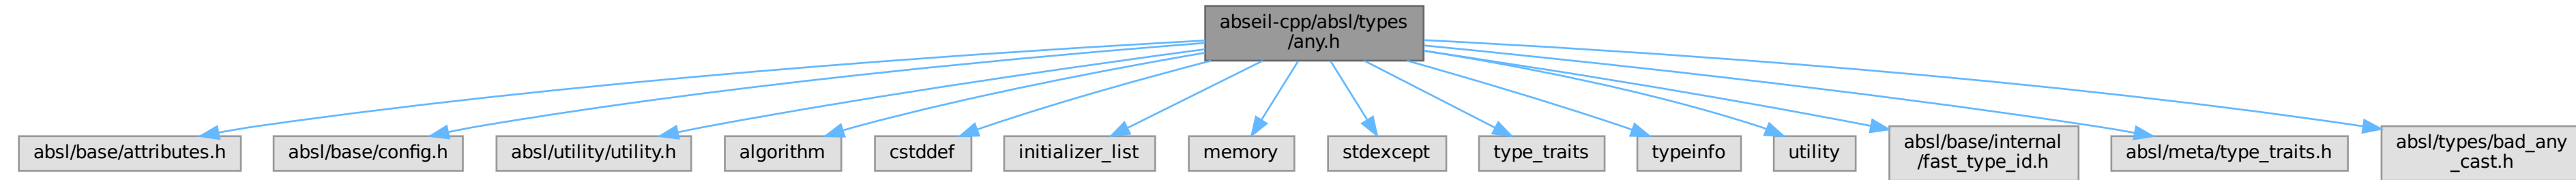 abseil-cpp/absl/types
/any.h
absl/base/attributes.h
absl/base/config.h
absl/utility/utility.h
algorithm
cstddef
initializer_list
memory
stdexcept
type_traits
typeinfo
utility
absl/base/internal
/fast_type_id.h
absl/meta/type_traits.h
absl/types/bad_any
_cast.h